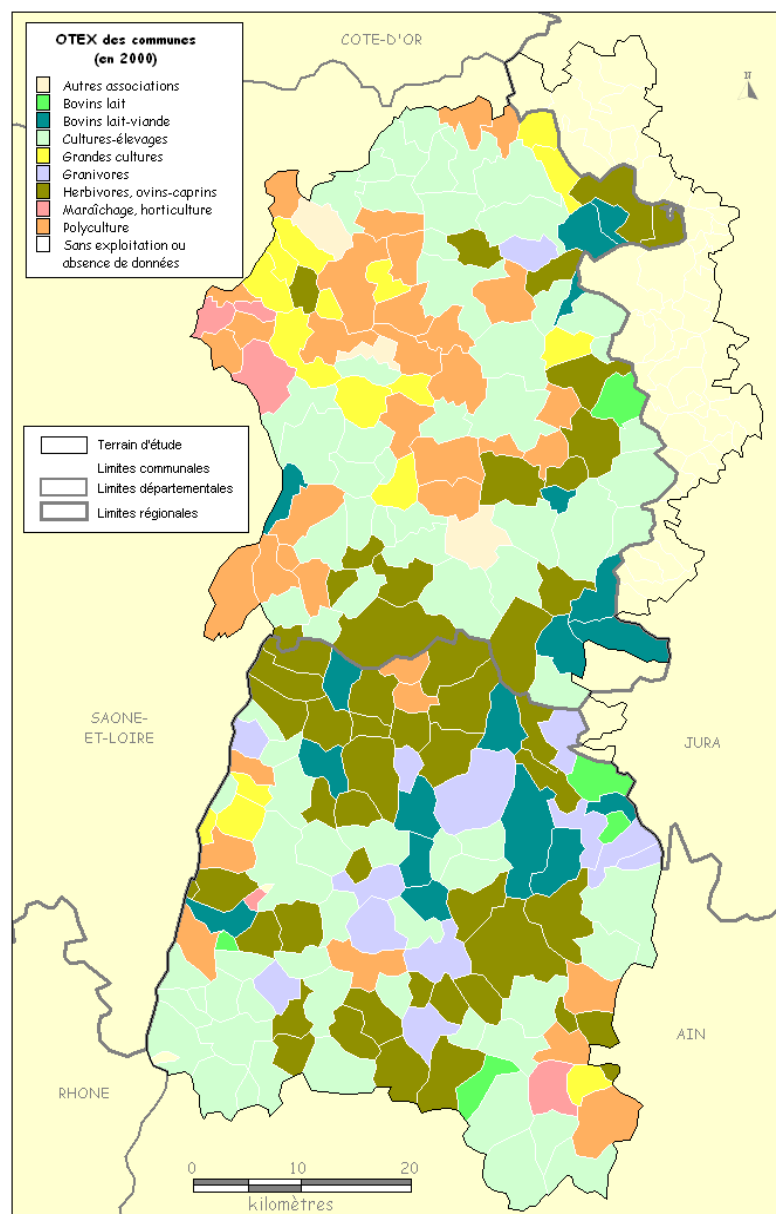 COTE-D'OR
OTEX des communes
(en 2000)
Autres associations
Bovins lait
Bovins lait-viande
Cultures-élevages
Grandes cultures
Granivores
Herbivores, ovins-caprins
Maraîchage, horticulture
Polyculture
Sans exploitation ou
absence de données
N
Terrain d'étude
Limites communales
Limites départementales
Limites régionales
SAONE-
ET-LOIRE
JURA
AIN
RHONE
0 10 20
kilomètres